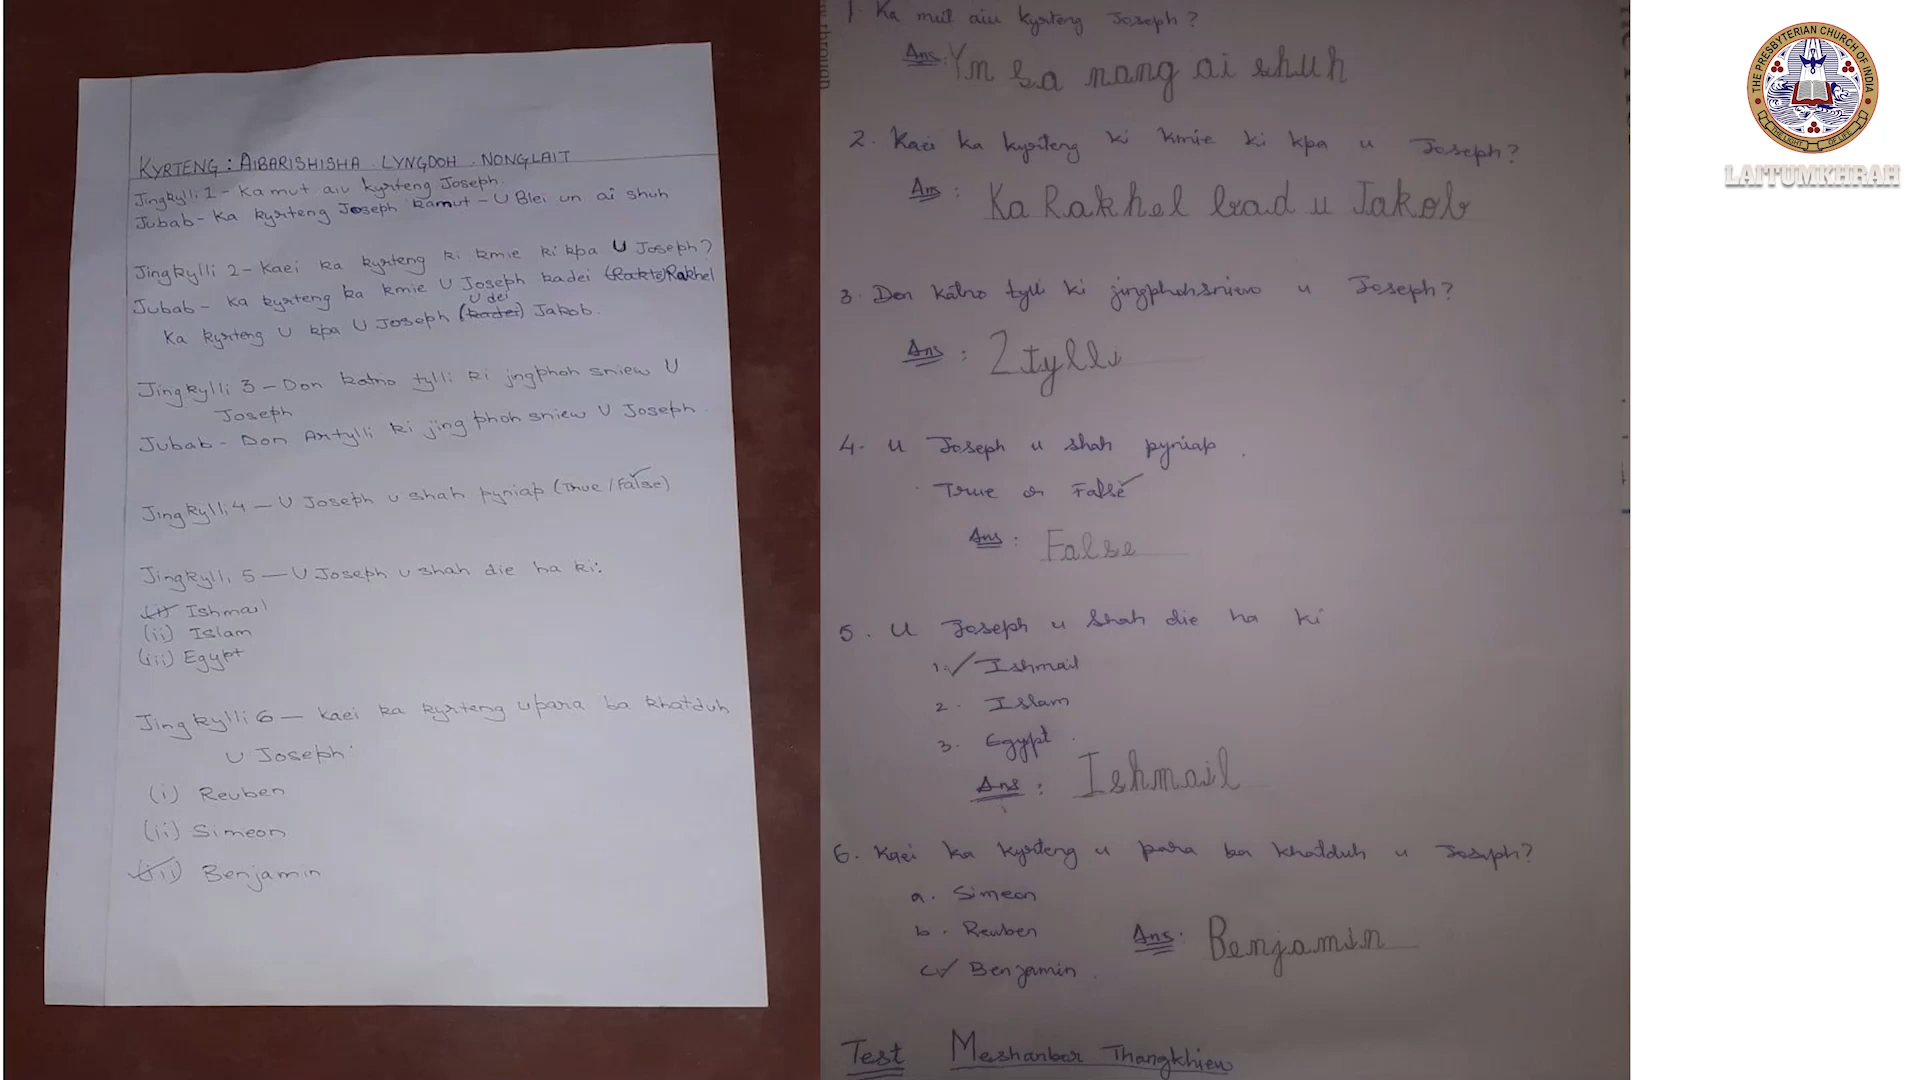 KYRTENG : AIBARISHISHA LYNGDOH NONGLAIT
Jingkylli 1 - Ka mut aiu kyrteng Joseph.
Jubab - Ka kyrteng Joseph kamut - U Blei un ai shuh
Jingkylli 2 - Kaei ka kyrteng ki kmie ki kpa U Joseph?
Jubab - Ka kyrteng ka kmie U Joseph kadei (Rakte) Rakhel
U dei
Ka kyrteng U kpa U Joseph (kadei) Jakob.
Jingkylli 3 - Don katno tylli ki jngphoh sniew U
Joseph
Jubab - Don Artylli ki jing phoh sniew U Joseph.
Jingkylli 4 - U Joseph u shah pyniap (True / False)
Jingkylli 5 - U Joseph u shah die ha ki:
(i) Ishmail
(ii) Islam
(iii) Egypt
Jingkylli 6 - Kaei ka kyrteng upara ba khatduh
U Joseph:
(i) Reuben
(ii) Simeon
(iii) Benjamin
1. Ka mut aiu kyrteng Joseph?
Ans: Yn sa nang ai shuh
2. Kaei ka kyrteng ki kmie ki kpa u Joseph?
Ans: Ka Rakhel bad u Jakob
3. Don katno tylli ki jingphohsniew u Joseph?
Ans: 2 tylli
4. U Joseph u shah pyniap.
True or False
Ans: False
5. U Joseph u shah die ha ki
1. Ishmail
2. Islam
3. Egypt.
Ans: Ishmail
6. Kaei ka kyrteng u para ba khatduh u Joseph?
a. Simeon
b. Reuben
c. Benjamin.
Ans: Benjamin
Test Meshanbor Thangkhiew
THE PRESBYTERIAN CHURCH OF INDIA
THE LIGHT OF LIFE
LAITUMKHRAH